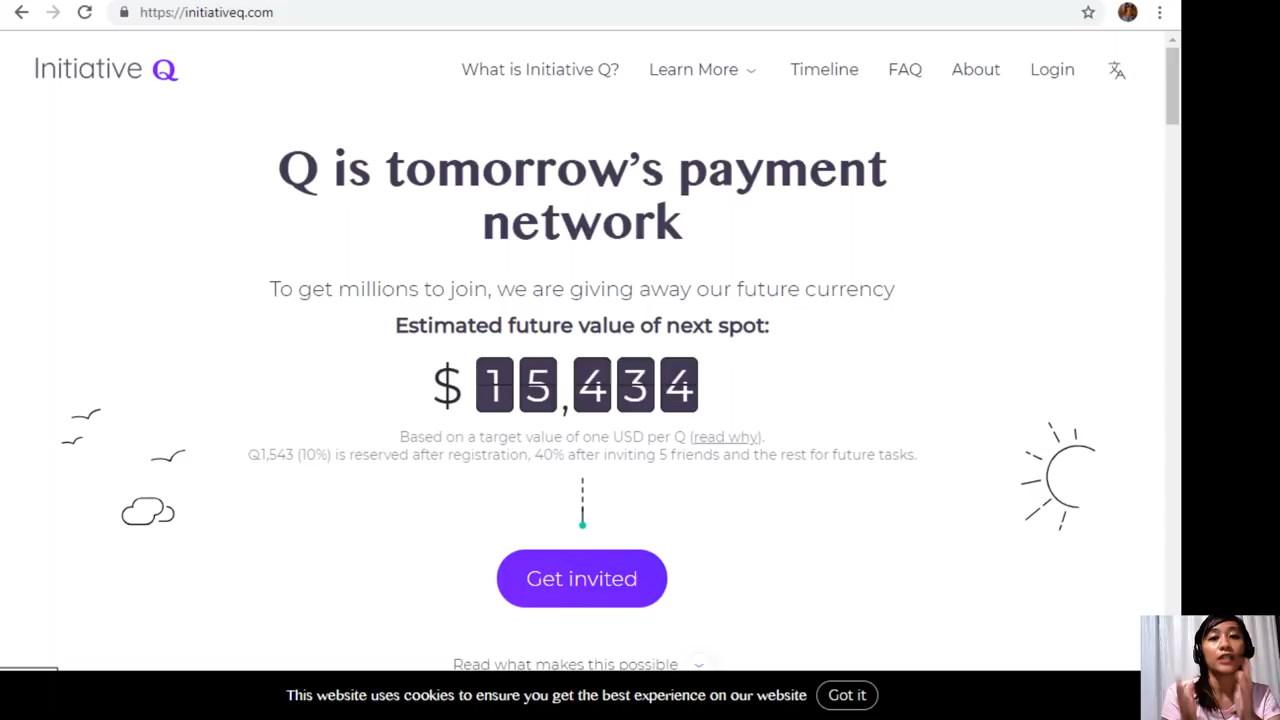 https://initiativeq.com
Initiative Q
What is Initiative Q? Learn More Timeline FAQ About Login
Q is tomorrow's payment
network
To get millions to join, we are giving away our future currency
Estimated future value of next spot:
$ 15,434
Based on a target value of one USD per Q (read why).
Q1,543 (10%) is reserved after registration, 40% after inviting 5 friends and the rest for future tasks.
Get invited
Read what makes this possible
This website uses cookies to ensure you get the best experience on our website Got it